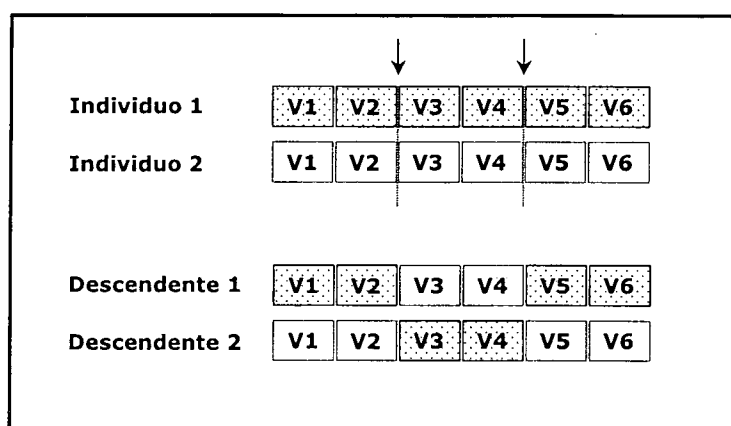 Individuo 1 V1 V2 V3 V4 V5 V6
Individuo 2 V1 V2 V3 V4 V5 V6
Descendente 1 V1 V2 V3 V4 V5 V6
Descendente 2 V1 V2 V3 V4 V5 V6